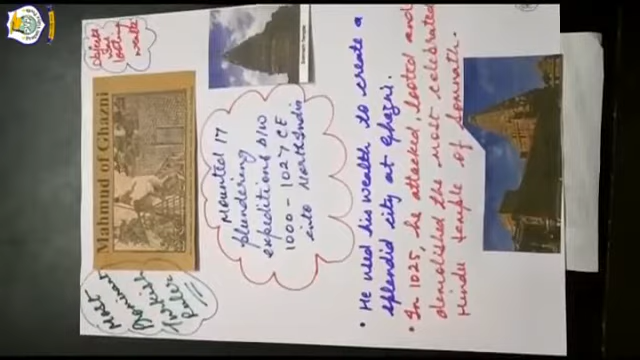 Objects
was
looting
wealth
Mahmud of Ghazni
Most
Dominant
Turkish
Ruler
Somnath Temple
Mounted 17
plundering
expeditions b/w
1000-1027 CE
into North India
• He used his wealth to create a
splendid city at Ghazni.
• In 1025, he attacked, looted and
demolished the most celebrated
Hindu temple of Somnath.